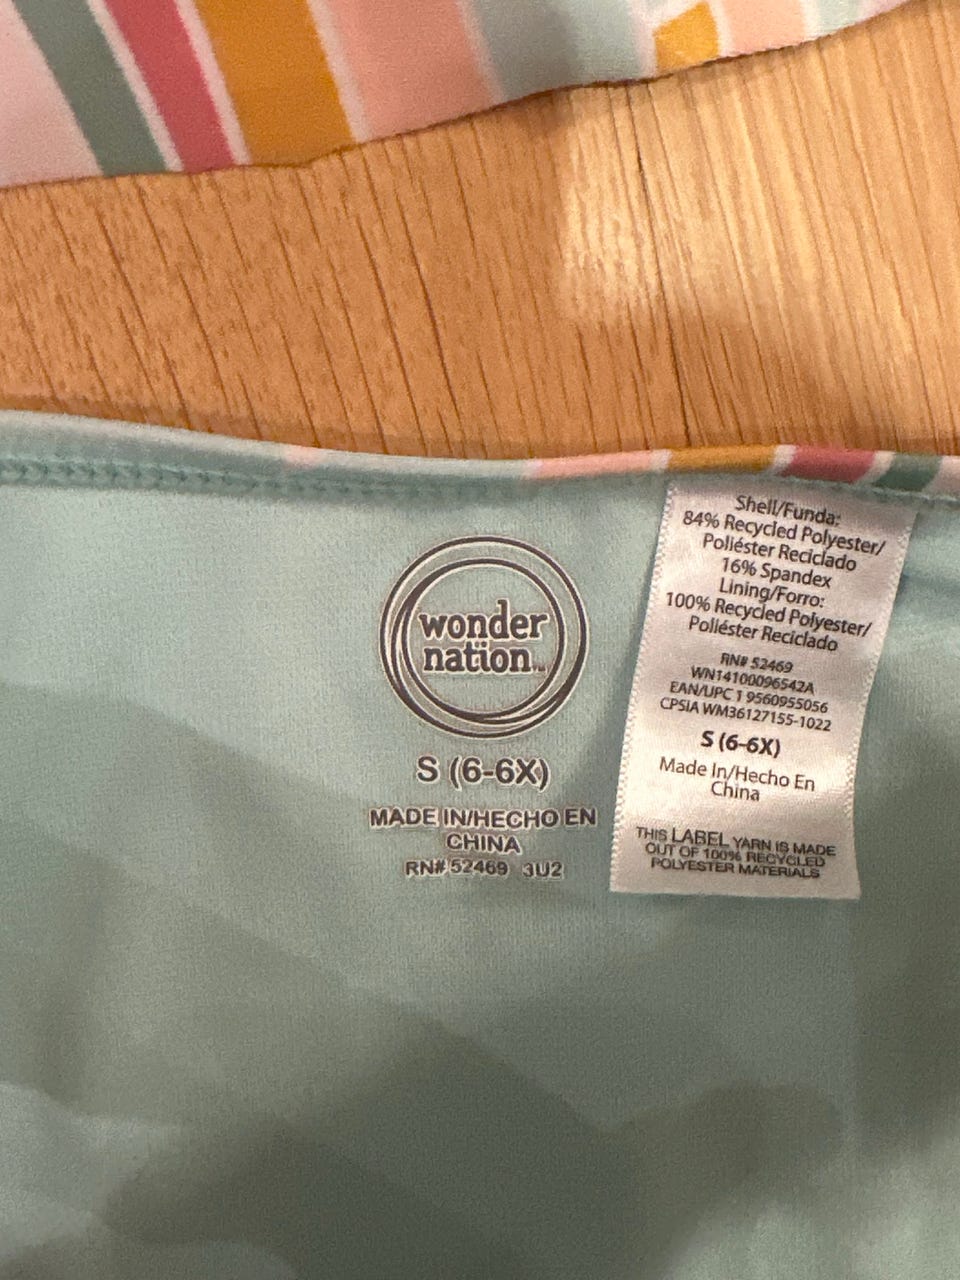 wonder
nation™
S (6-6X)
MADE IN/HECHO EN
CHINA
RN# 52469 3U2
Shell/Funda:
84% Recycled Polyester/
Poliéster Reciclado
16% Spandex
Lining/Forro:
100% Recycled Polyester/
Poliéster Reciclado
RN# 52469
WN14100096542A
EAN/UPC 1 9560955056
CPSIA WM36127155-1022
S (6-6X)
Made In/Hecho En
China
THIS LABEL YARN IS MADE
OUT OF 100% RECYCLED
POLYESTER MATERIALS